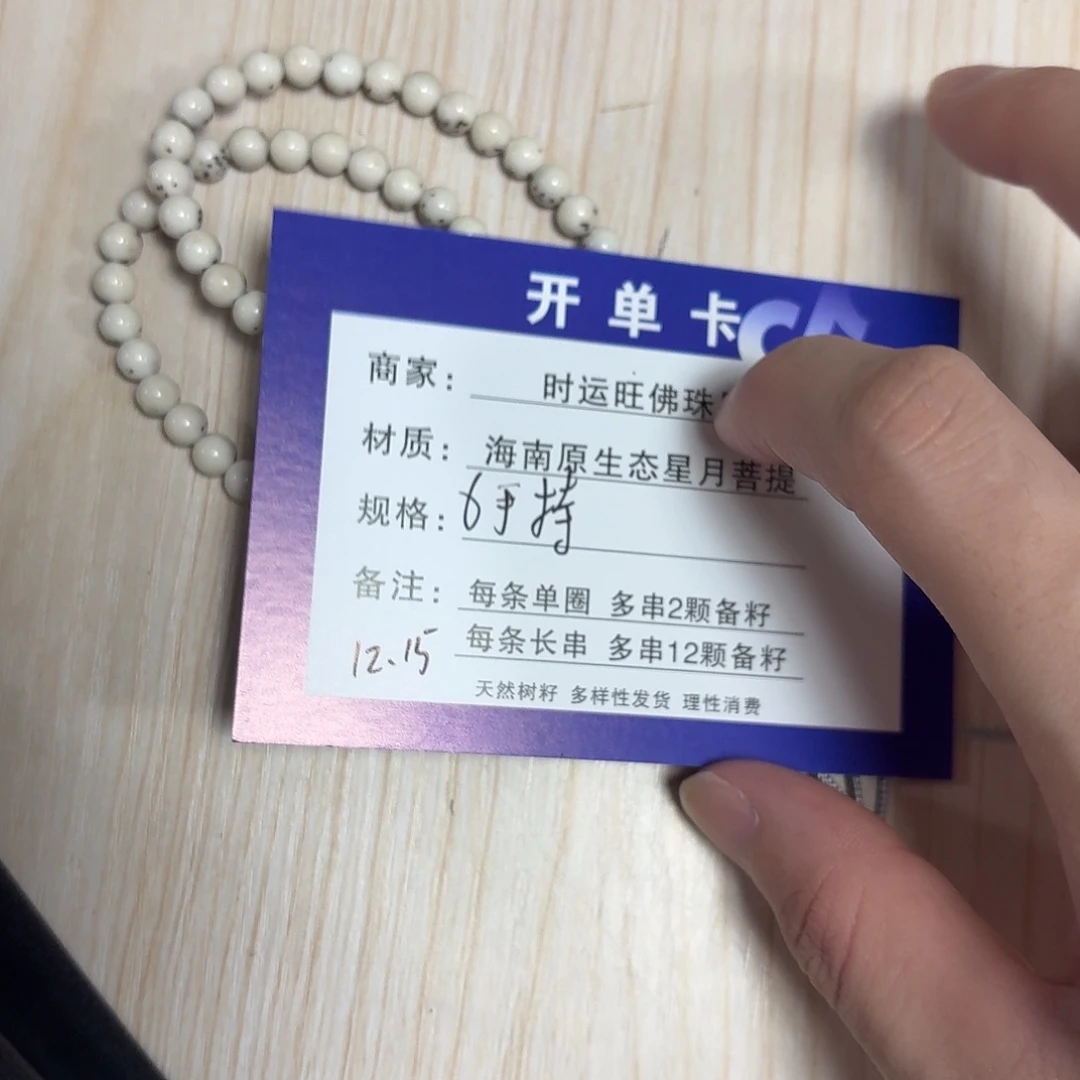 开单卡
商家： 时运旺佛珠
材质： 海南原生态星月菩提
规格： 6手持
备注： 每条单圈 多串2颗备籽
每条长串 多串12颗备籽
12.15
天然树籽 多样性发货 理性消费